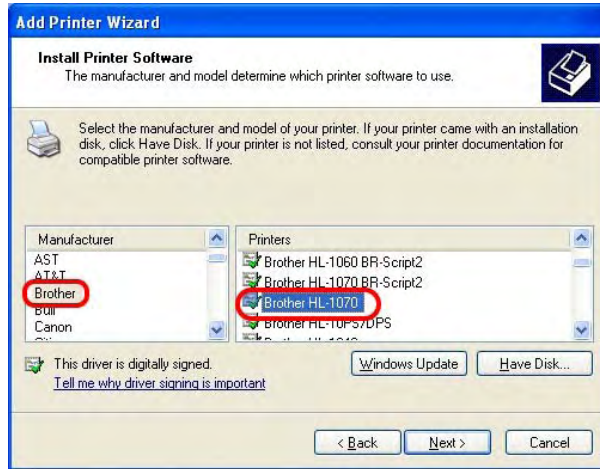 Add Printer Wizard
Install Printer Software
The manufacturer and model determine which printer software to use.
Select the manufacturer and model of your printer. If your printer came with an installation
disk, click Have Disk. If your printer is not listed, consult your printer documentation for
compatible printer software.
Manufacturer
AST
AT&T
Brother
Bull
Canon
Printers
Brother HL-1060 BR-Script2
Brother HL-1070 BR-Script2
Brother HL-1070
Brother HL-10PS7DPS
This driver is digitally signed.
Tell me why driver signing is important
Windows Update
Have Disk...
< Back
Next >
Cancel